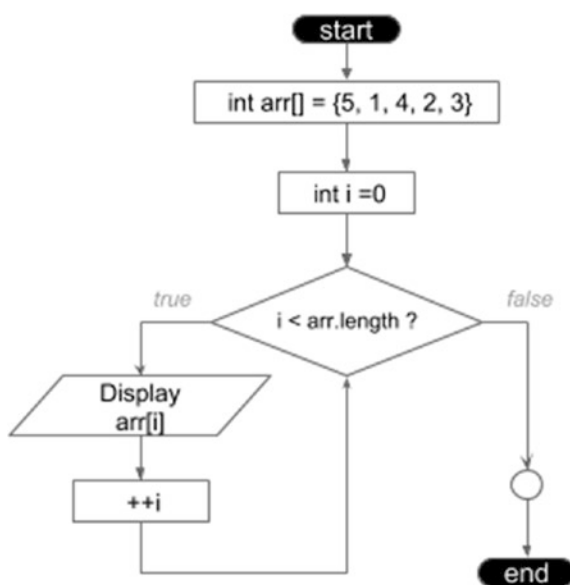 start
int arr[] = {5, 1, 4, 2, 3}
int i =0
true
false
i < arr.length ?
Display
arr[i]
++i
end